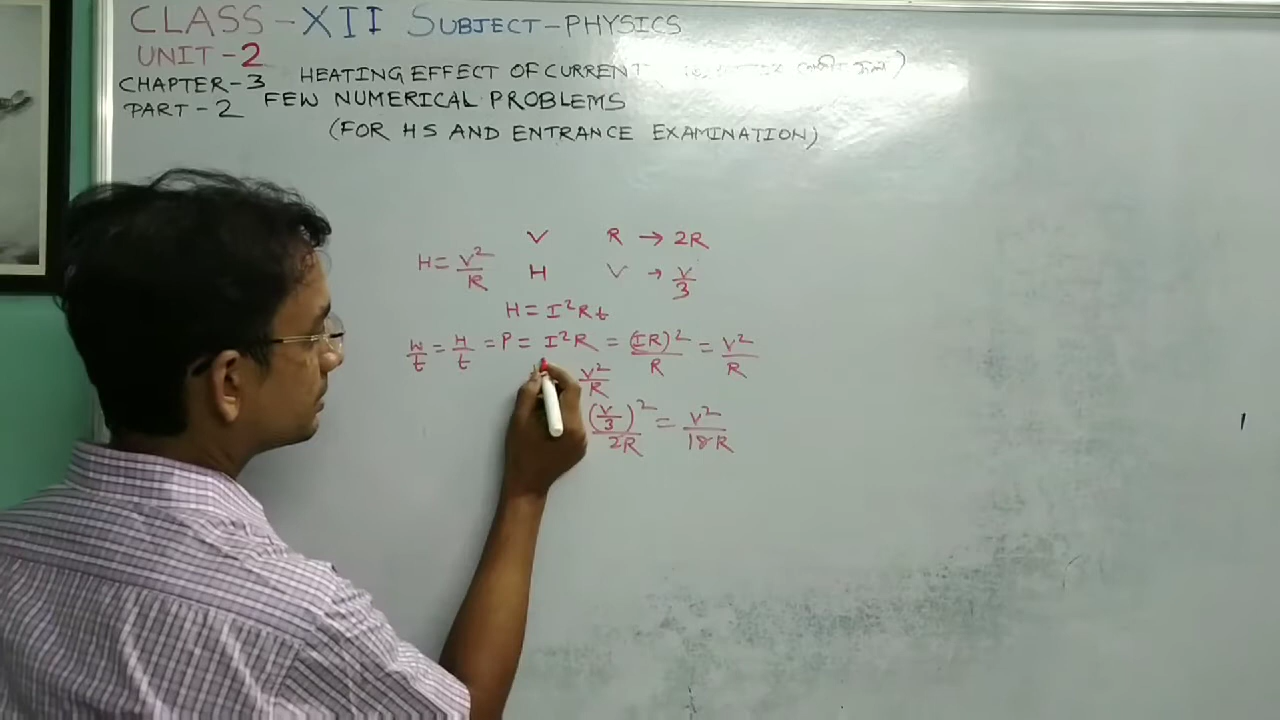 CLASS-XII SUBJECT-PHYSICS
UNIT-2
CHAPTER-3 HEATING EFFECT OF CURRENT
PART-2 FEW NUMERICAL PROBLEMS
(FOR HS AND ENTRANCE EXAMINATION)
V R → 2R
H = V²/R H V → V/3
H = I²Rt
W/t = H/t = P = I²R = (IR)²/R = V²/R
V²/R
(V/3)²/2R = V²/18R